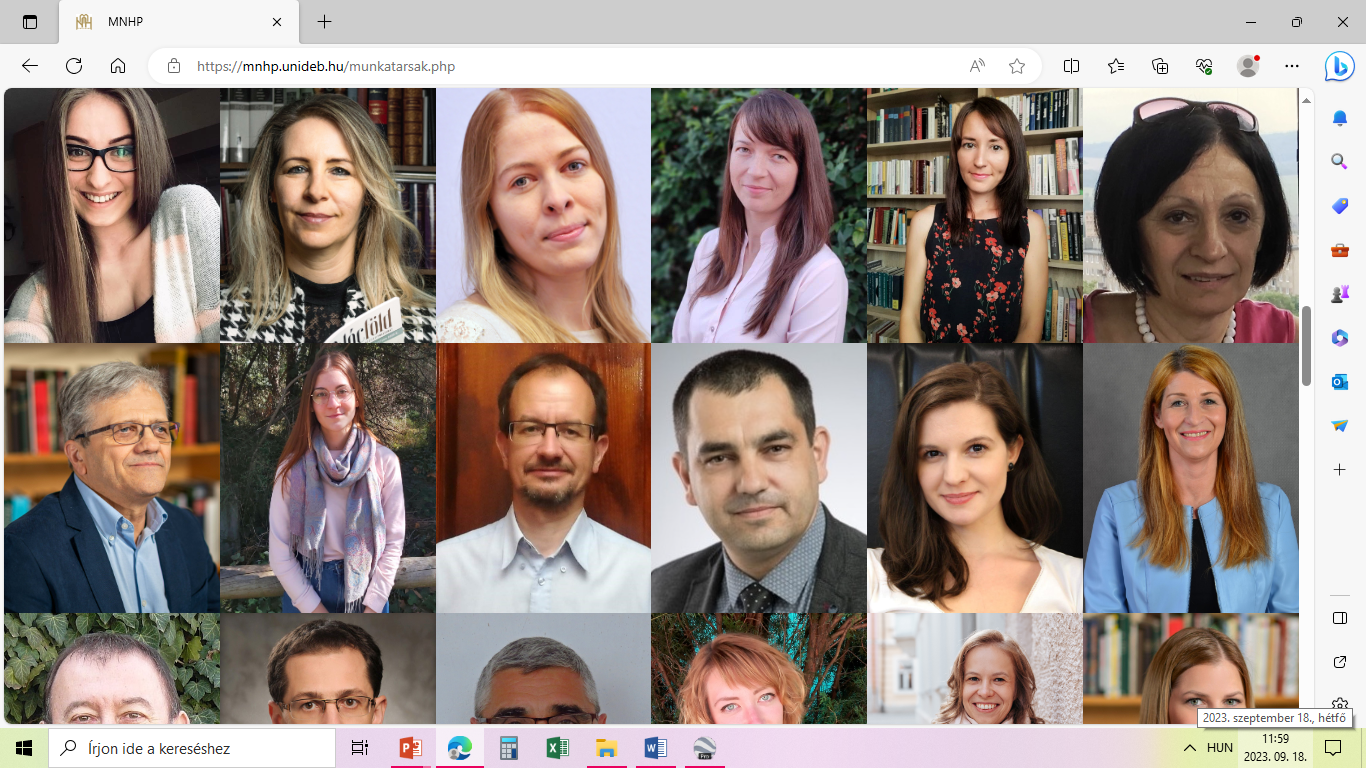 MNHP
https://mnhp.unideb.hu/munkatarsak.php
2023. szeptember 18., hétfő
Írjon ide a kereséshez
HUN
11:59
2023. 09. 18.